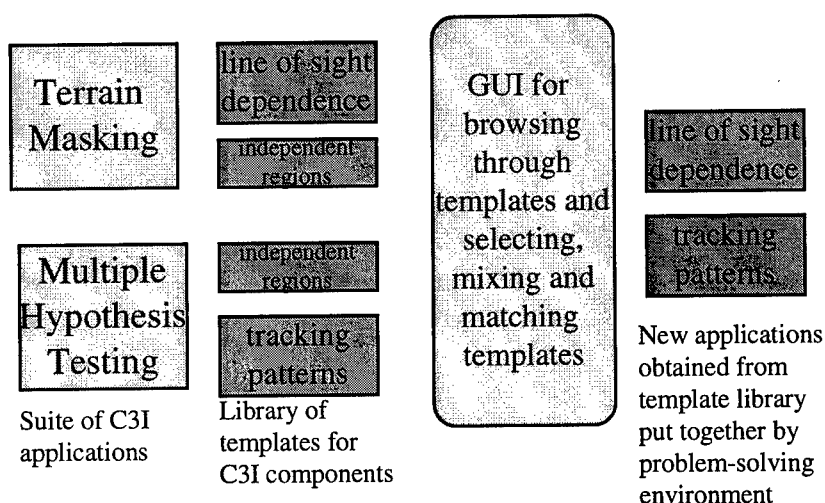 Terrain
Masking
line of sight
dependence
independent
regions
Multiple
Hypothesis
Testing
independent
regions
tracking
patterns
Suite of C3I
applications
Library of
templates for
C3I components
GUI for
browsing
through
templates and
selecting,
mixing and
matching
templates
line of sight
dependence
tracking
patterns
New applications
obtained from
template library
put together by
problem-solving
environment